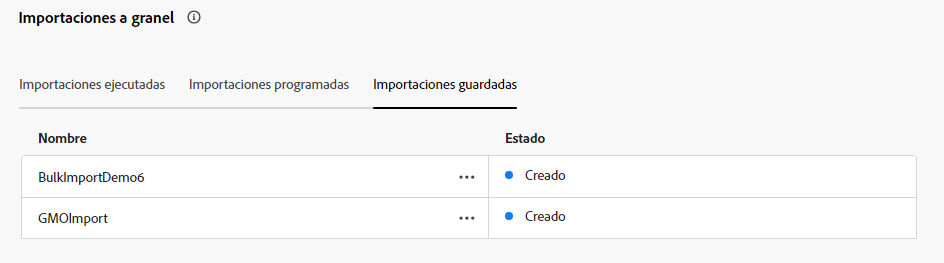 Importaciones a granel
Importaciones ejecutadas Importaciones programadas Importaciones guardadas
Nombre Estado
BulkImportDemo6 Creado
GMOImport Creado